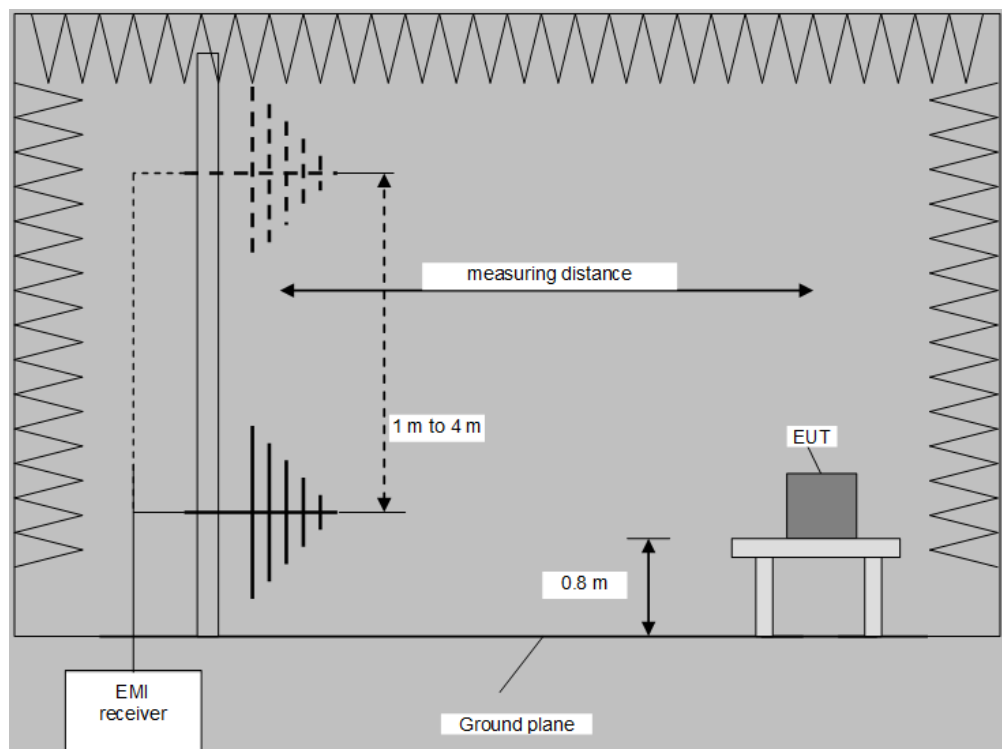 measuring distance
1 m to 4 m
EUT
0.8 m
EMI
receiver
Ground plane